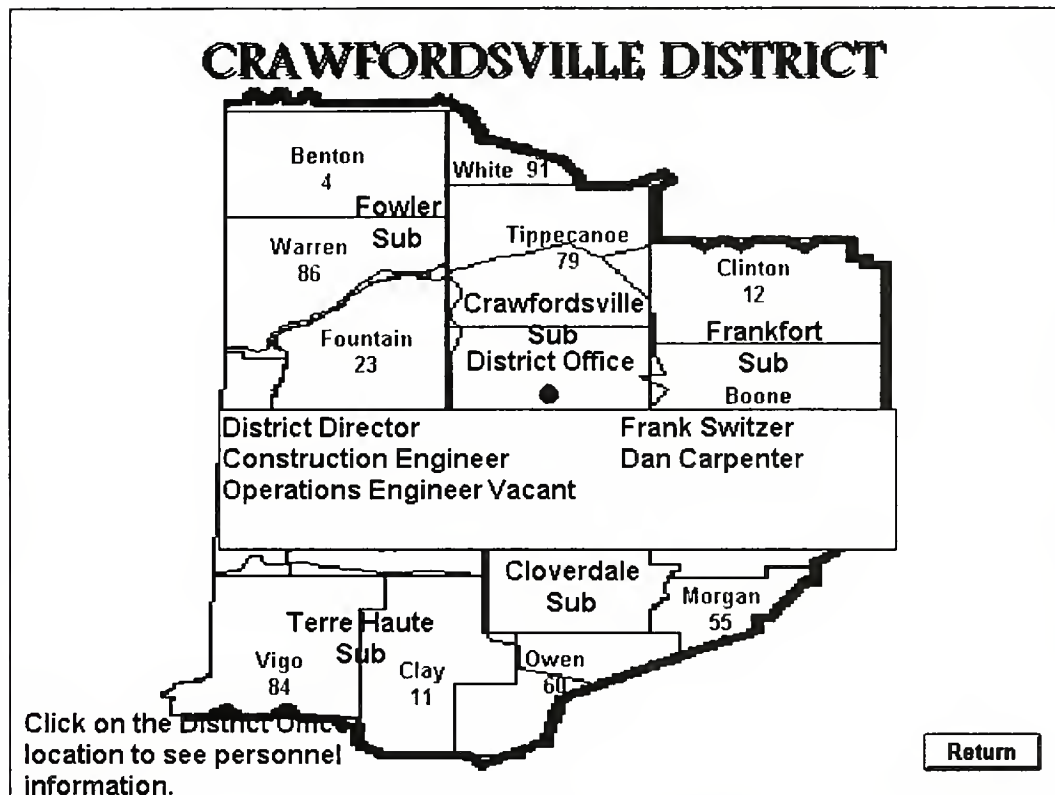 CRAWFORDSVILLE DISTRICT
Benton
4
White 91
Fowler
Sub
Warren
86
Tippecanoe
79
Clinton
12
Crawfordsville
Sub
Fountain
23
Frankfort
Sub
District Office
Boone
District Director Frank Switzer
Construction Engineer Dan Carpenter
Operations Engineer Vacant
Cloverdale
Sub
Morgan
55
Terre Haute
Sub
Vigo
84
Clay
11
Owen
60
Click on the District Office
location to see personnel
information.
Return